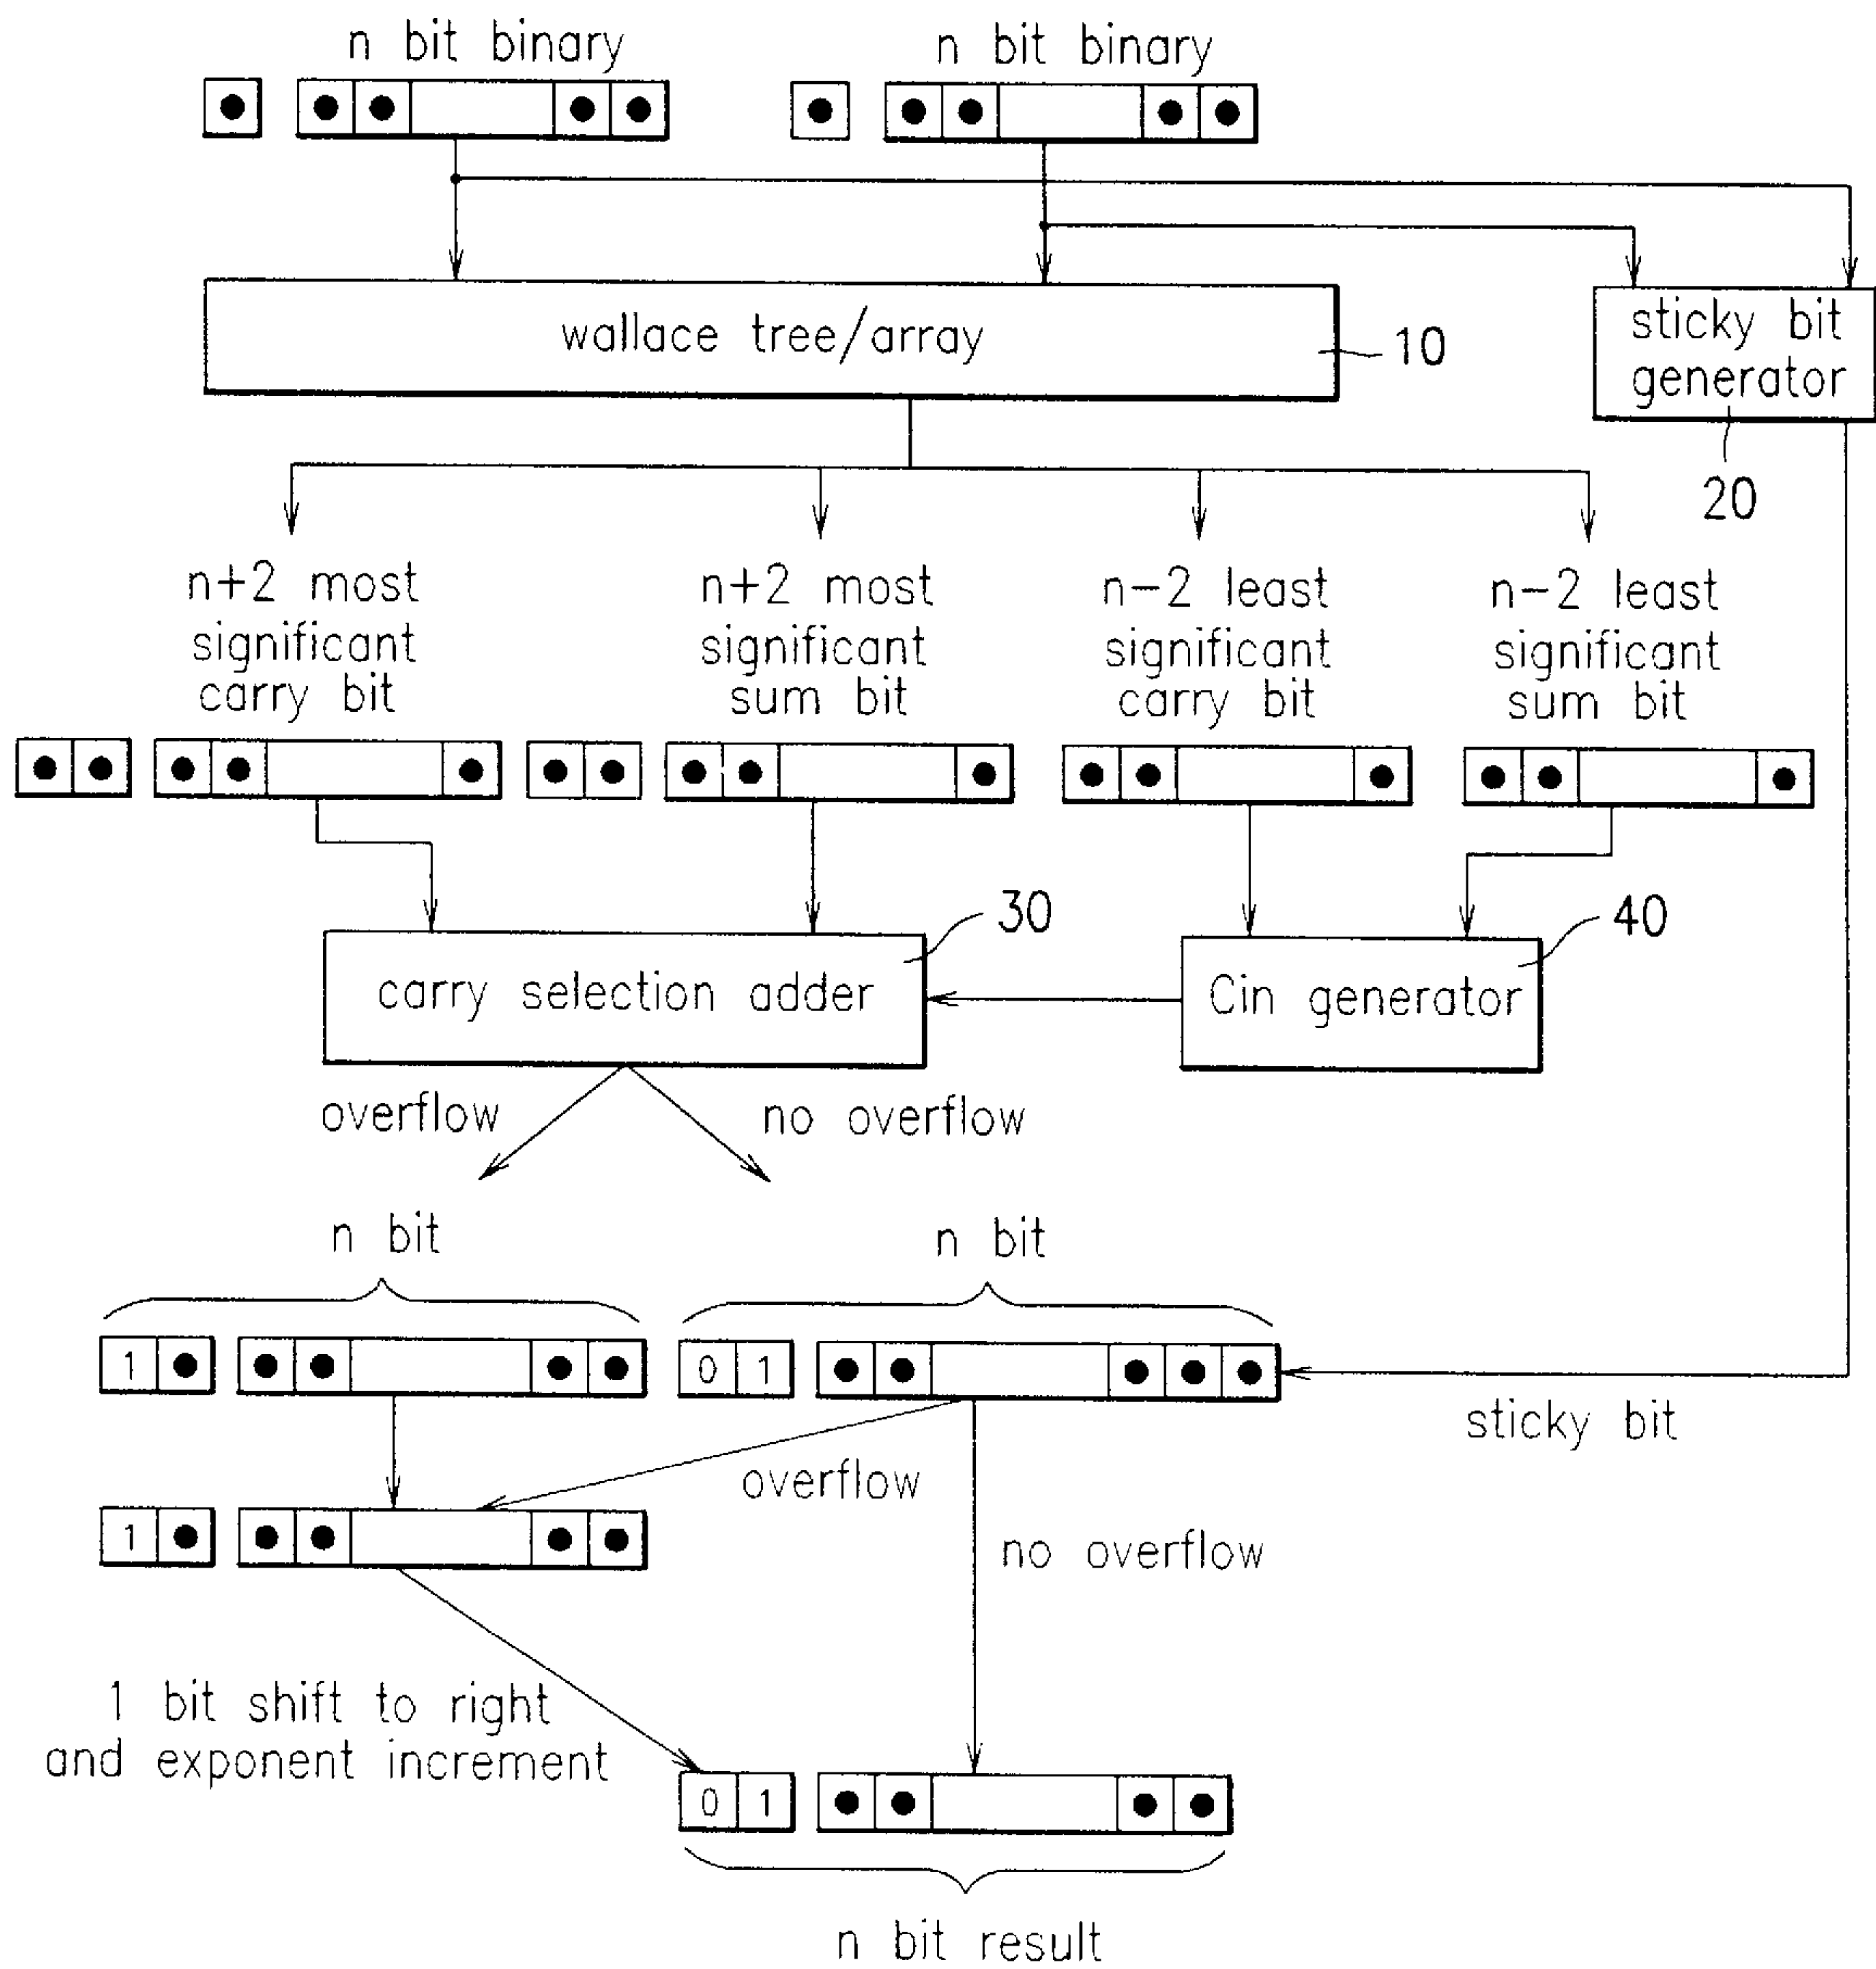 n bit binary
n bit binary
wallace tree/array
10
sticky bit
generator
20
n+2 most
significant
carry bit
n+2 most
significant
sum bit
n-2 least
significant
carry bit
n-2 least
significant
sum bit
carry selection adder
30
Cin generator
40
overflow
no overflow
n bit
n bit
1
0 1
sticky bit
overflow
1
no overflow
1 bit shift to right
and exponent increment
0 1
n bit result